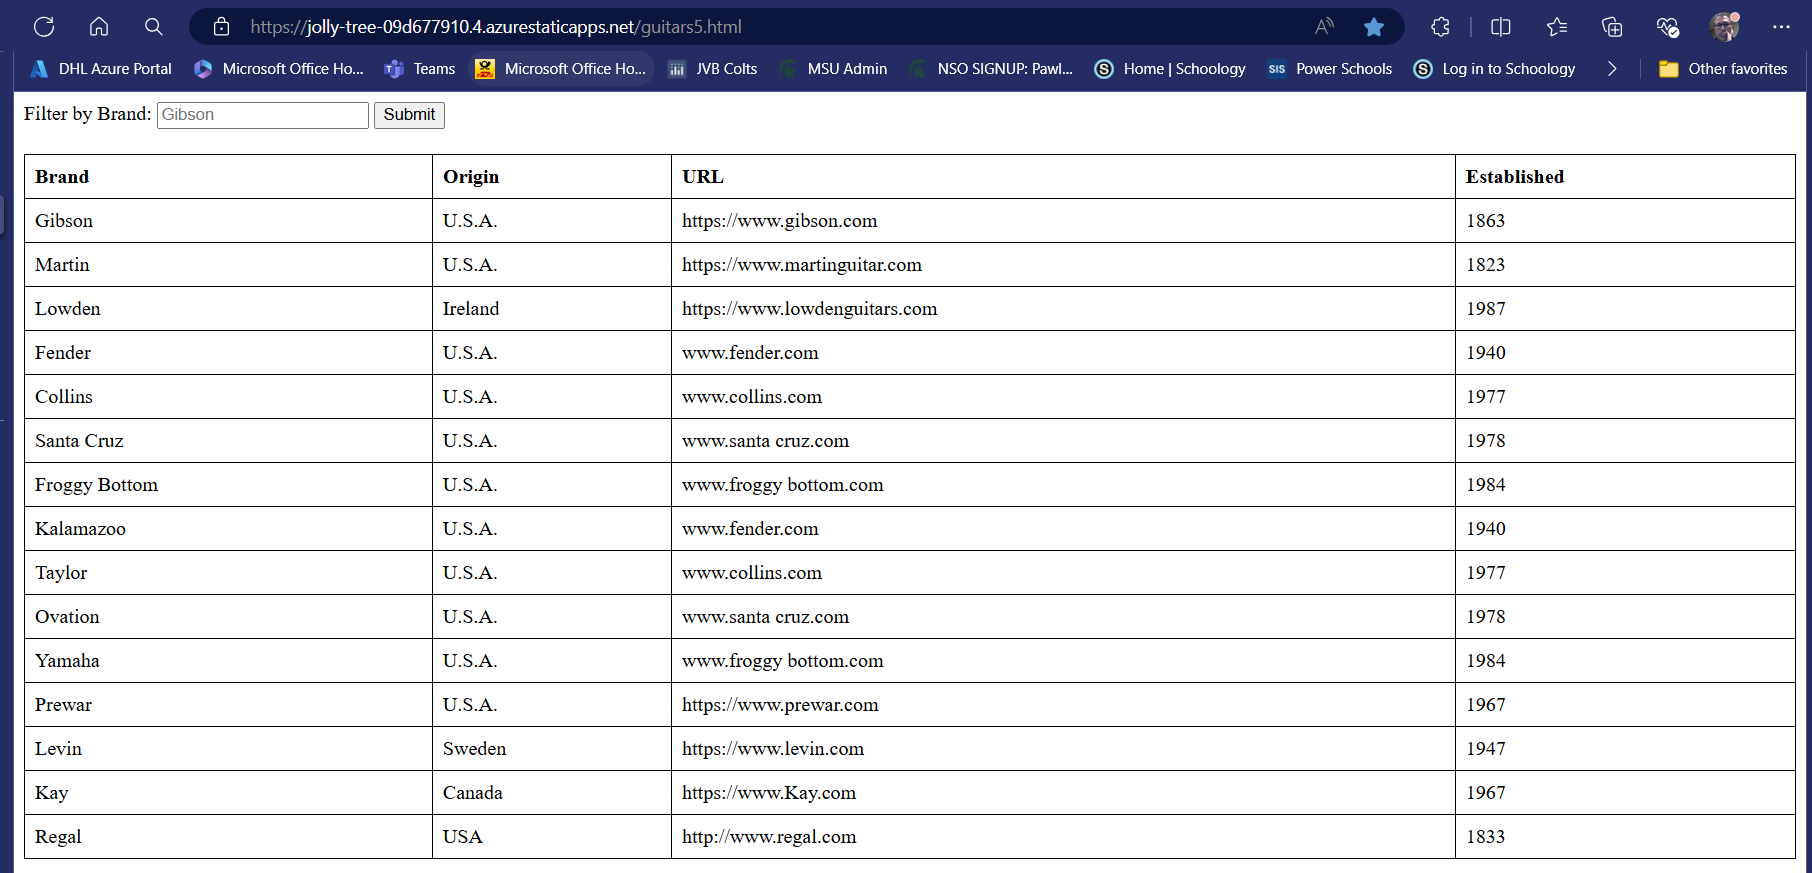 https://jolly-tree-09d677910.4.azurestaticapps.net/guitars5.html
DHL Azure Portal Microsoft Office Ho... Teams Microsoft Office Ho... JVB Colts MSU Admin NSO SIGNUP: Pawl... Home | Schoology SIS Power Schools Log in to Schoology Other favorites
Filter by Brand: Gibson Submit
Brand Origin URL Established
Gibson U.S.A. https://www.gibson.com 1863
Martin U.S.A. https://www.martinguitar.com 1823
Lowden Ireland https://www.lowdenguitars.com 1987
Fender U.S.A. www.fender.com 1940
Collins U.S.A. www.collins.com 1977
Santa Cruz U.S.A. www.santa cruz.com 1978
Froggy Bottom U.S.A. www.froggy bottom.com 1984
Kalamazoo U.S.A. www.fender.com 1940
Taylor U.S.A. www.collins.com 1977
Ovation U.S.A. www.santa cruz.com 1978
Yamaha U.S.A. www.froggy bottom.com 1984
Prewar U.S.A. https://www.prewar.com 1967
Levin Sweden https://www.levin.com 1947
Kay Canada https://www.Kay.com 1967
Regal USA http://www.regal.com 1833